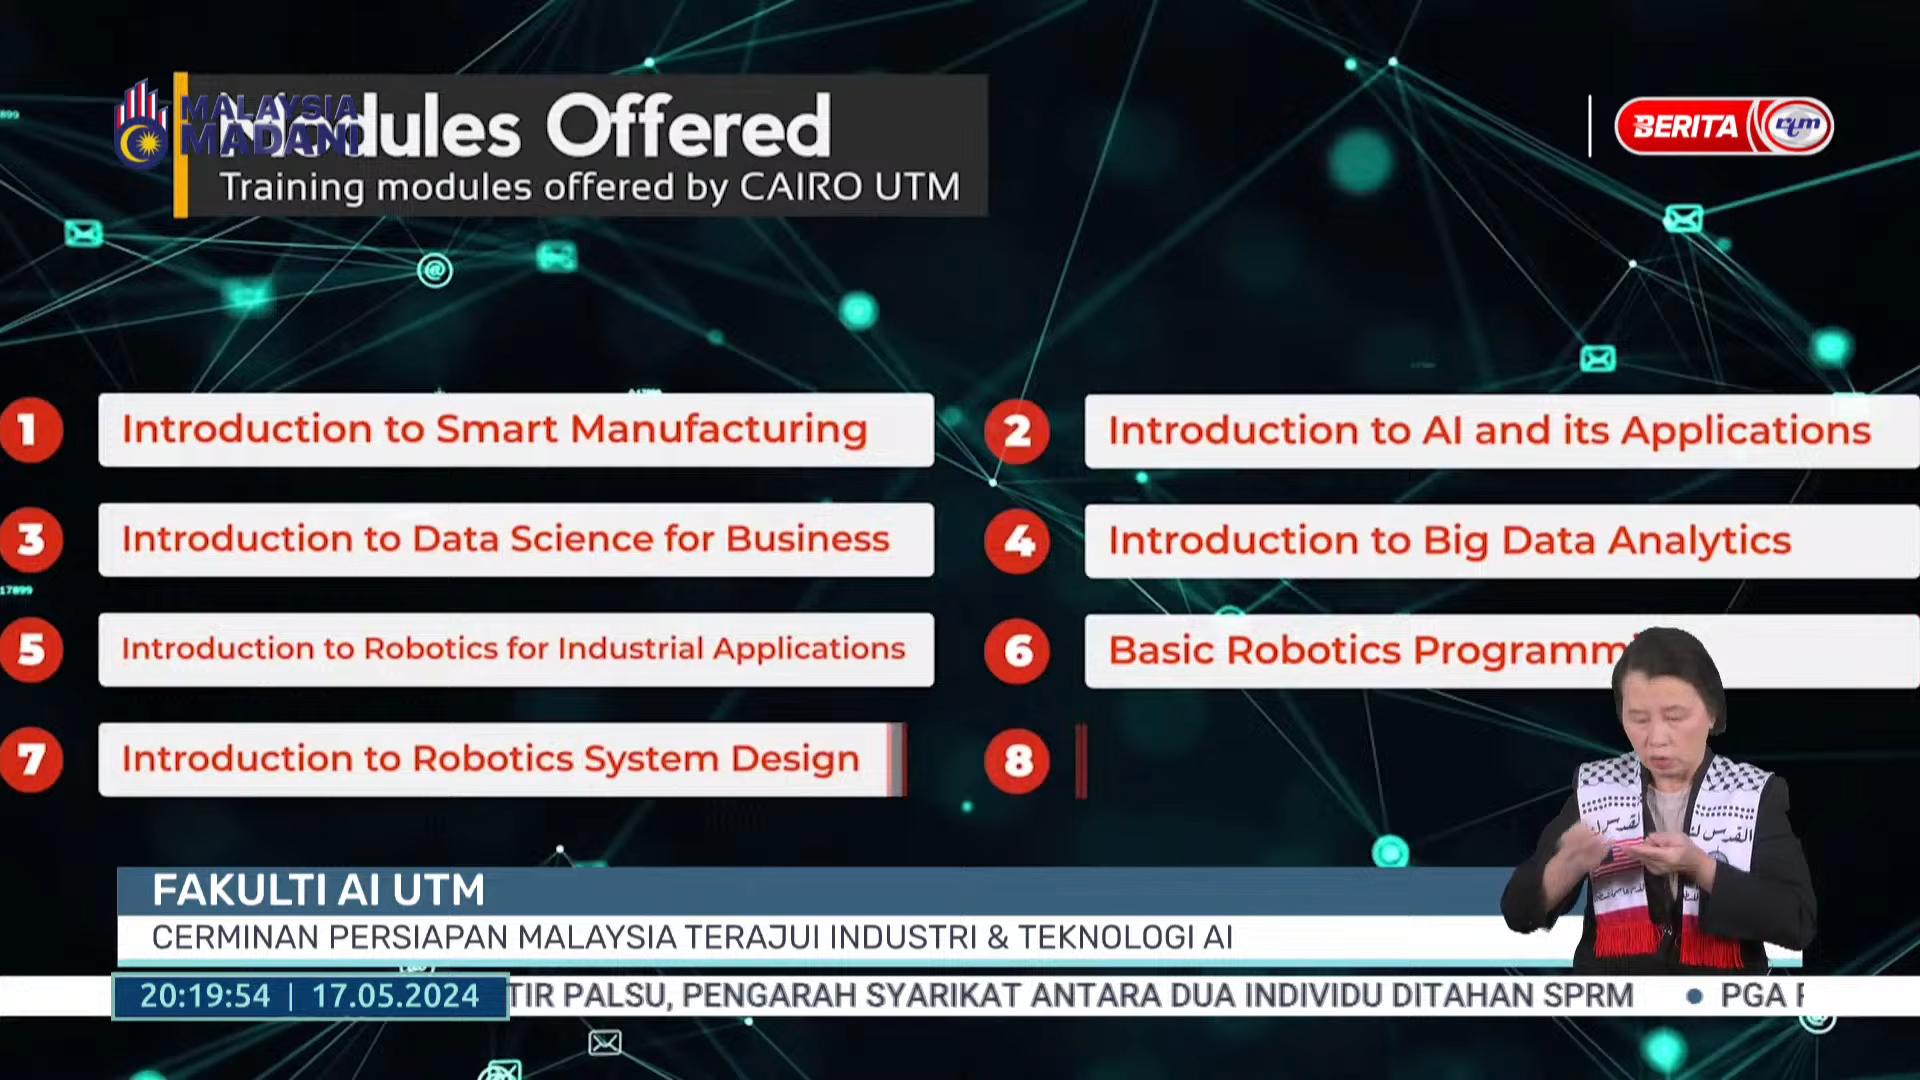 Modules Offered
MALAYSIA
MADANI
Training modules offered by CAIRO UTM
BERITA rtm
1 Introduction to Smart Manufacturing
2 Introduction to AI and its Applications
3 Introduction to Data Science for Business
4 Introduction to Big Data Analytics
5 Introduction to Robotics for Industrial Applications
6 Basic Robotics Programm
7 Introduction to Robotics System Design
8
17899
FAKULTI AI UTM
CERMINAN PERSIAPAN MALAYSIA TERAJUI INDUSTRI & TEKNOLOGI AI
20:19:54 | 17.05.2024
TIR PALSU, PENGARAH SYARIKAT ANTARA DUA INDIVIDU DITAHAN SPRM • PGA
القدس لنا